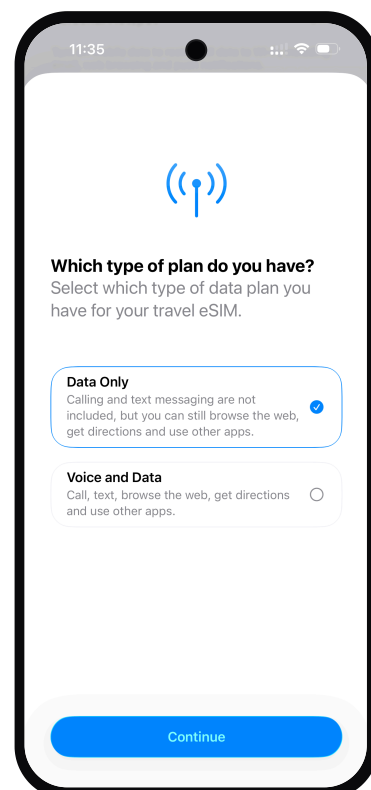 11:35
Which type of plan do you have?
Select which type of data plan you
have for your travel eSIM.
Data Only
Calling and text messaging are not
included, but you can still browse the web,
get directions and use other apps.
Voice and Data
Call, text, browse the web, get directions
and use other apps.
Continue